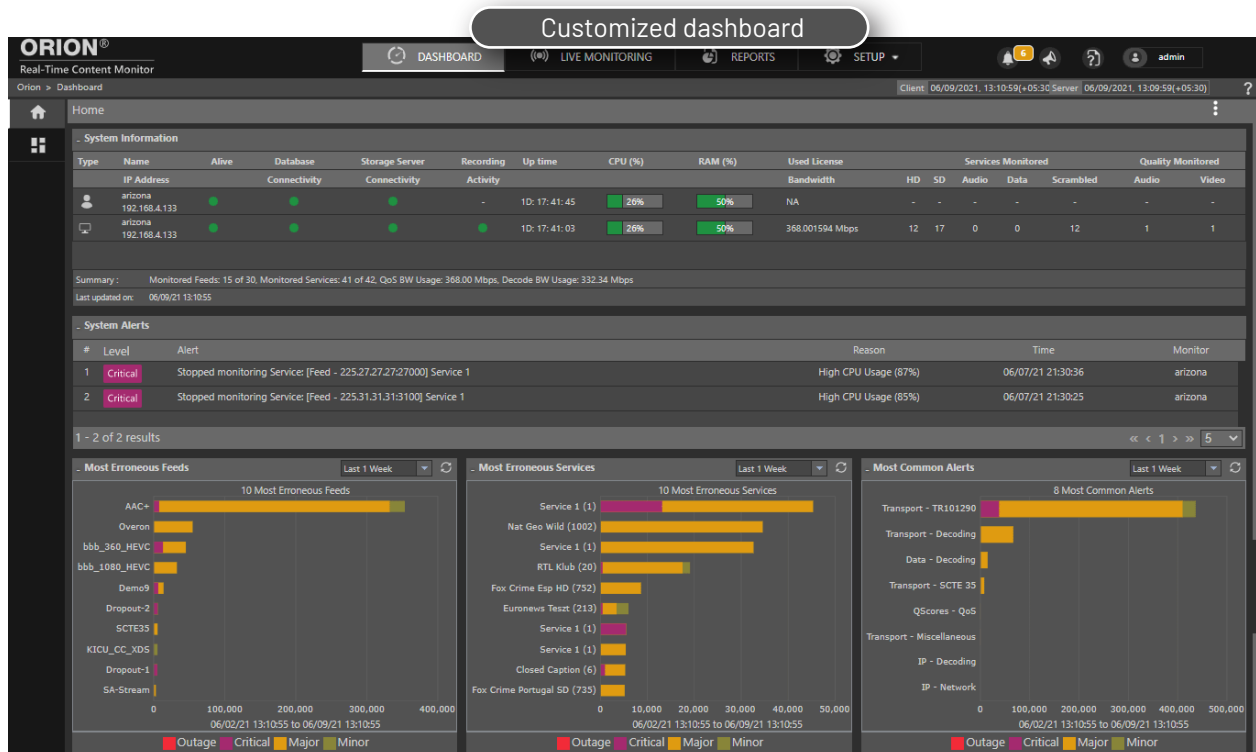 Customized dashboard
ORION®
Real-Time Content Monitor
DASHBOARD
LIVE MONITORING
REPORTS
SETUP
6
admin
Orion > Dashboard
Client 06/09/2021, 13:10:59(+05:30 Server 06/09/2021, 13:09:59(+05:30)
?
Home
System Information
Type Name Alive Database Storage Server Recording Up time CPU (%) RAM (%) Used License Services Monitored Quality Monitored
IP Address Connectivity Connectivity Activity Bandwidth HD SD Audio Data Scrambled Audio Video
arizona
192.168.4.133 - 1D: 17: 41: 45 26% 50% NA - - - - - - -
arizona
192.168.4.133 1D: 17: 41: 03 26% 50% 368.001594 Mbps 12 17 0 0 12 1 1
Summary : Monitored Feeds: 15 of 30, Monitored Services: 41 of 42, QoS BW Usage: 368.00 Mbps, Decode BW Usage: 332.34 Mbps
Last updated on: 06/09/21 13:10:55
System Alerts
# Level Alert Reason Time Monitor
1 Critical Stopped monitoring Service: [Feed - 225.27.27.27:27000] Service 1 High CPU Usage (87%) 06/07/21 21:30:36 arizona
2 Critical Stopped monitoring Service: [Feed - 225.31.31.31:3100] Service 1 High CPU Usage (85%) 06/07/21 21:30:25 arizona
1 - 2 of 2 results
« < 1 > » 5
Most Erroneous Feeds
Last 1 Week
10 Most Erroneous Feeds
AAC+
Overon
bbb_360_HEVC
bbb_1080_HEVC
Demo9
Dropout-2
SCTE35
KICU_CC_XDS
Dropout-1
SA-Stream
0 100,000 200,000 300,000 400,000
06/02/21 13:10:55 to 06/09/21 13:10:55
Outage Critical Major Minor
Most Erroneous Services
Last 1 Week
10 Most Erroneous Services
Service 1 (1)
Nat Geo Wild (1002)
Service 1 (1)
RTL Klub (20)
Fox Crime Esp HD (752)
Euronews Teszt (213)
Service 1 (1)
Service 1 (1)
Closed Caption (6)
Fox Crime Portugal SD (735)
0 10,000 20,000 30,000 40,000 50,000
06/02/21 13:10:55 to 06/09/21 13:10:55
Outage Critical Major Minor
Most Common Alerts
Last 1 Week
8 Most Common Alerts
Transport - TR101290
Transport - Decoding
Data - Decoding
Transport - SCTE 35
QScores - QoS
Transport - Miscellaneous
IP - Decoding
IP - Network
0 100,000 200,000 300,000 400,000 500,000
06/02/21 13:10:55 to 06/09/21 13:10:55
Outage Critical Major Minor